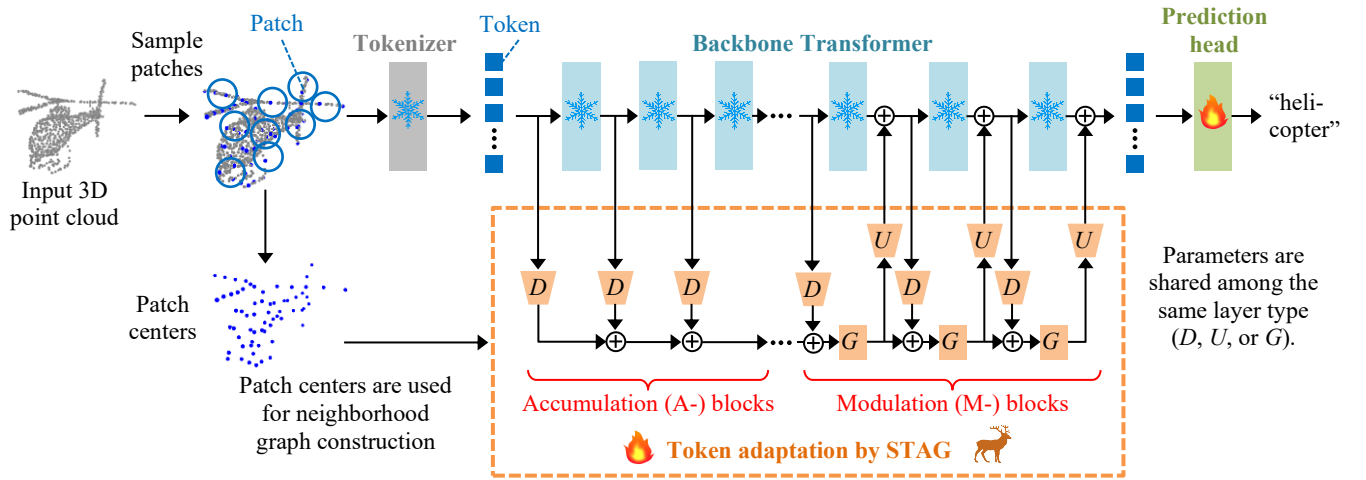 Sample
patches
Patch
Tokenizer
Token
Backbone Transformer
Prediction
head
“heli-
copter”
Input 3D
point cloud
Patch
centers
Patch centers are used
for neighborhood
graph construction
D
D
D
D
U
D
U
D
U
G
G
G
Accumulation (A-) blocks
Modulation (M-) blocks
Token adaptation by STAG
Parameters are
shared among the
same layer type
(D, U, or G).